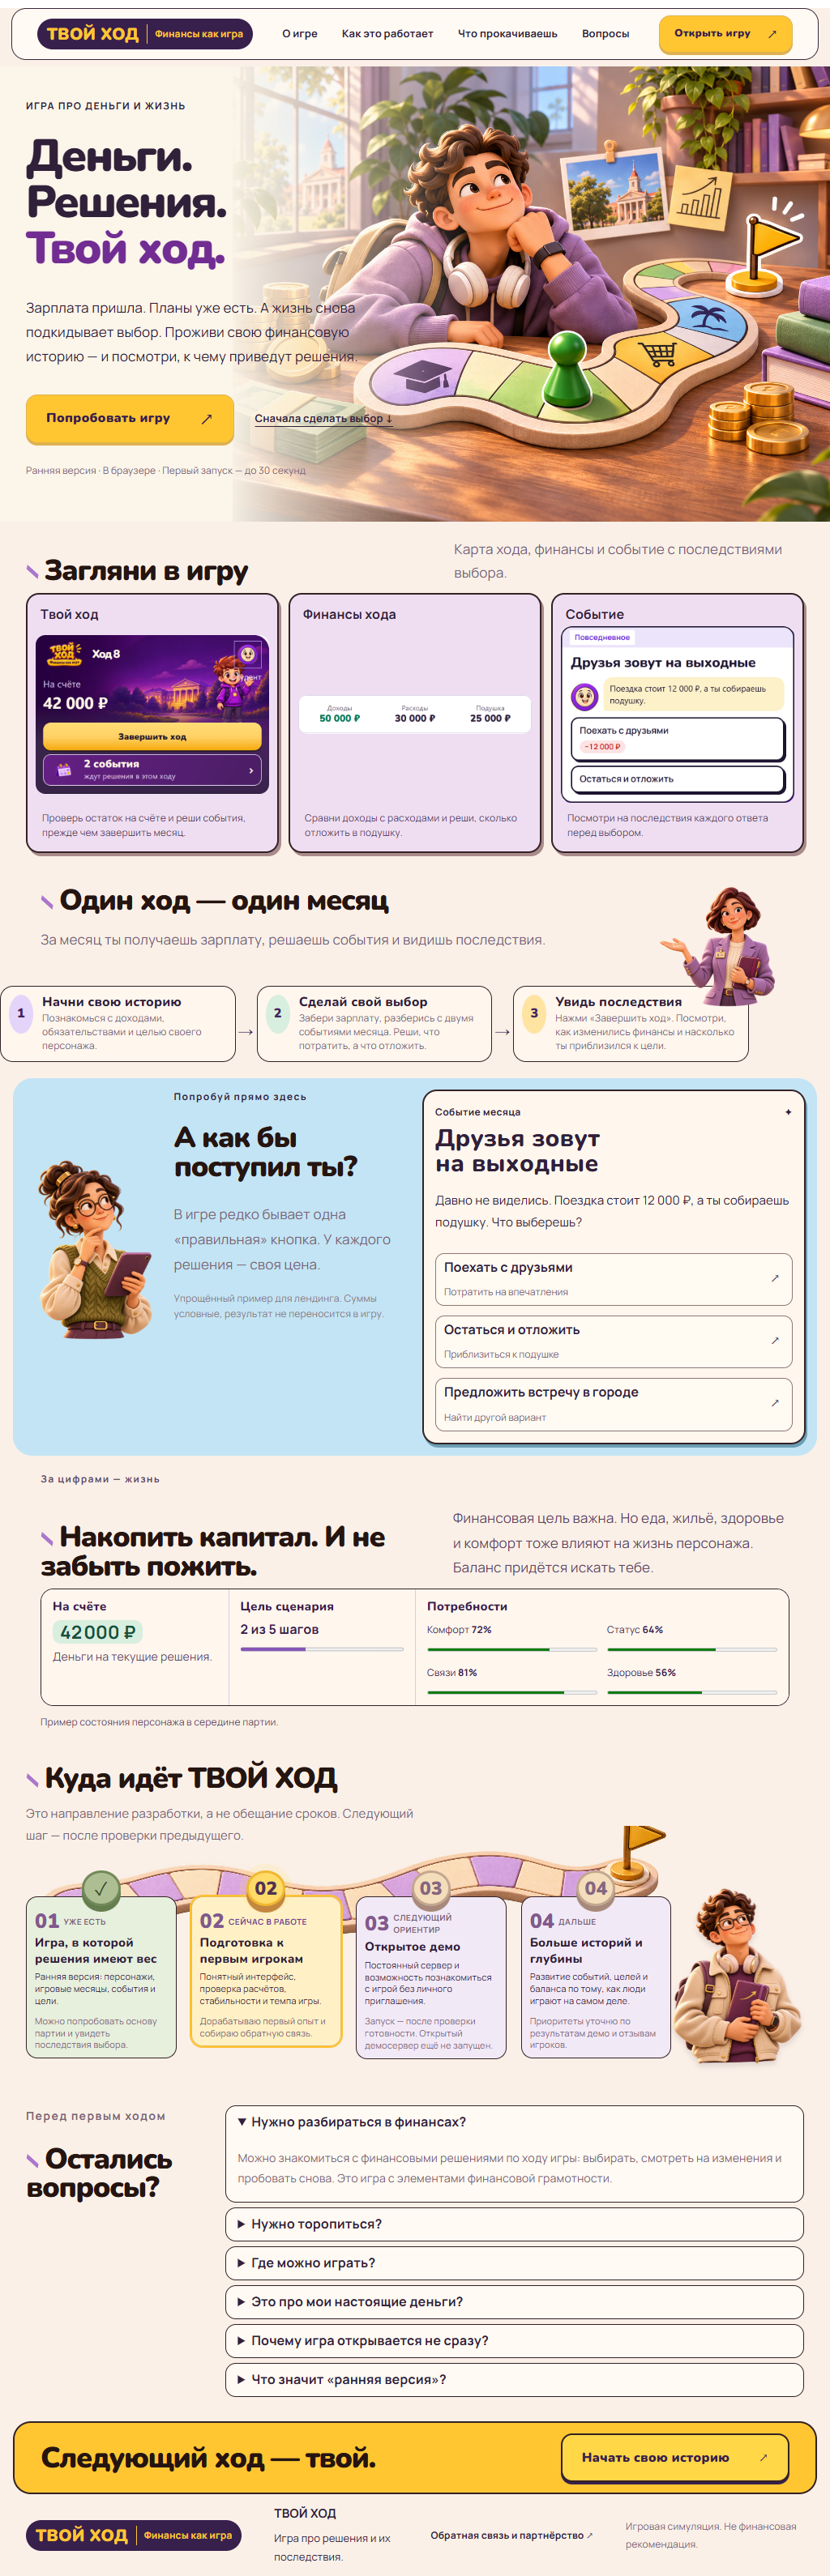 ТВОЙ ХОД Финансы как игра
О игре Как это работает Что прокачиваешь Вопросы
Открыть игру ↗
ИГРА ПРО ДЕНЬГИ И ЖИЗНЬ
Деньги.
Решения.
Твой ход.
Зарплата пришла. Планы уже есть. А жизнь снова
подкидывает выбор. Проживи свою финансовую
историю — и посмотри, к чему приведут решения.
Попробовать игру ↗
Сначала сделать выбор ↓
Ранняя версия · В браузере · Первый запуск — до 30 секунд
Загляни в игру
Карта хода, финансы и событие с последствиями
выбора.
Твой ход
ТВОЙ ХОД
Ход 8
На счёте
42 000 ₽
Завершить ход
2 события
ждут решения в этом ходу
Проверь остаток на счёте и реши события,
прежде чем завершить месяц.
Финансы хода
Доходы Расходы Подушка
50 000 ₽ 30 000 ₽ 25 000 ₽
Сравни доходы с расходами и реши, сколько
отложить в подушку.
Событие
Повседневное
Друзья зовут на выходные
Поездка стоит 12 000 ₽, а ты собираешь
подушку.
Поехать с друзьями
−12 000 ₽
Остаться и отложить
Посмотри на последствия каждого ответа
перед выбором.
Один ход — один месяц
За месяц ты получаешь зарплату, решаешь события и видишь последствия.
1 Начни свою историю
Познакомься с доходами,
обязательствами и целью своего
персонажа.
→
2 Сделай свой выбор
Забери зарплату, разберись с двумя
событиями месяца. Реши, что
потратить, а что отложить.
→
3 Увидь последствия
Нажми «Завершить ход». Посмотри,
как изменились финансы и насколько
ты приблизился к цели.
Попробуй прямо здесь
А как бы
поступил ты?
В игре редко бывает одна
«правильная» кнопка. У каждого
решения — своя цена.
Упрощённый пример для лендинга. Суммы
условные, результат не переносится в игру.
Событие месяца
Друзья зовут
на выходные
Давно не виделись. Поездка стоит 12 000 ₽, а ты собираешь
подушку. Что выберешь?
Поехать с друзьями ↗
Потратить на впечатления
Остаться и отложить ↗
Приблизиться к подушке
Предложить встречу в городе ↗
Найти другой вариант
За цифрами — жизнь
Накопить капитал. И не
забыть пожить.
Финансовая цель важна. Но еда, жильё, здоровье
и комфорт тоже влияют на жизнь персонажа.
Баланс придётся искать тебе.
На счёте
42 000 ₽
Деньги на текущие решения.
Цель сценария
2 из 5 шагов
Потребности
Комфорт 72% Статус 64%
Связи 81% Здоровье 56%
Пример состояния персонажа в середине партии.
Куда идёт ТВОЙ ХОД
Это направление разработки, а не обещание сроков. Следующий
шаг — после проверки предыдущего.
✓ 02 03 04
01 УЖЕ ЕСТЬ
Игра, в которой
решения имеют вес
Ранняя версия: персонажи,
игровые месяцы, события и
цели.
Можно попробовать основу
партии и увидеть
последствия выбора.
02 СЕЙЧАС В РАБОТЕ
Подготовка к
первым игрокам
Понятный интерфейс,
проверка расчётов,
стабильности и темпа игры.
Дорабатываю первый опыт и
собираю обратную связь.
03 СЛЕДУЮЩИЙ
ОРИЕНТИР
Открытое демо
Постоянный сервер и
возможность познакомиться
с игрой без личного
приглашения.
Запуск — после проверки
готовности. Открытый
демосервер ещё не запущен.
04 ДАЛЬШЕ
Больше историй и
глубины
Развитие событий, целей и
баланса по тому, как люди
играют на самом деле.
Приоритеты уточню по
результатам демо и отзывам
игроков.
Перед первым ходом
Остались
вопросы?
Нужно разбираться в финансах?
Можно знакомиться с финансовыми решениями по ходу игры: выбирать, смотреть на изменения и
пробовать снова. Это игра с элементами финансовой грамотности.
Нужно торопиться?
Где можно играть?
Это про мои настоящие деньги?
Почему игра открывается не сразу?
Что значит «ранняя версия»?
Следующий ход — твой.
Начать свою историю ↗
ТВОЙ ХОД Финансы как игра
ТВОЙ ХОД
Игра про решения и их
последствия.
Обратная связь и партнёрство ↗
Игровая симуляция. Не финансовая
рекомендация.